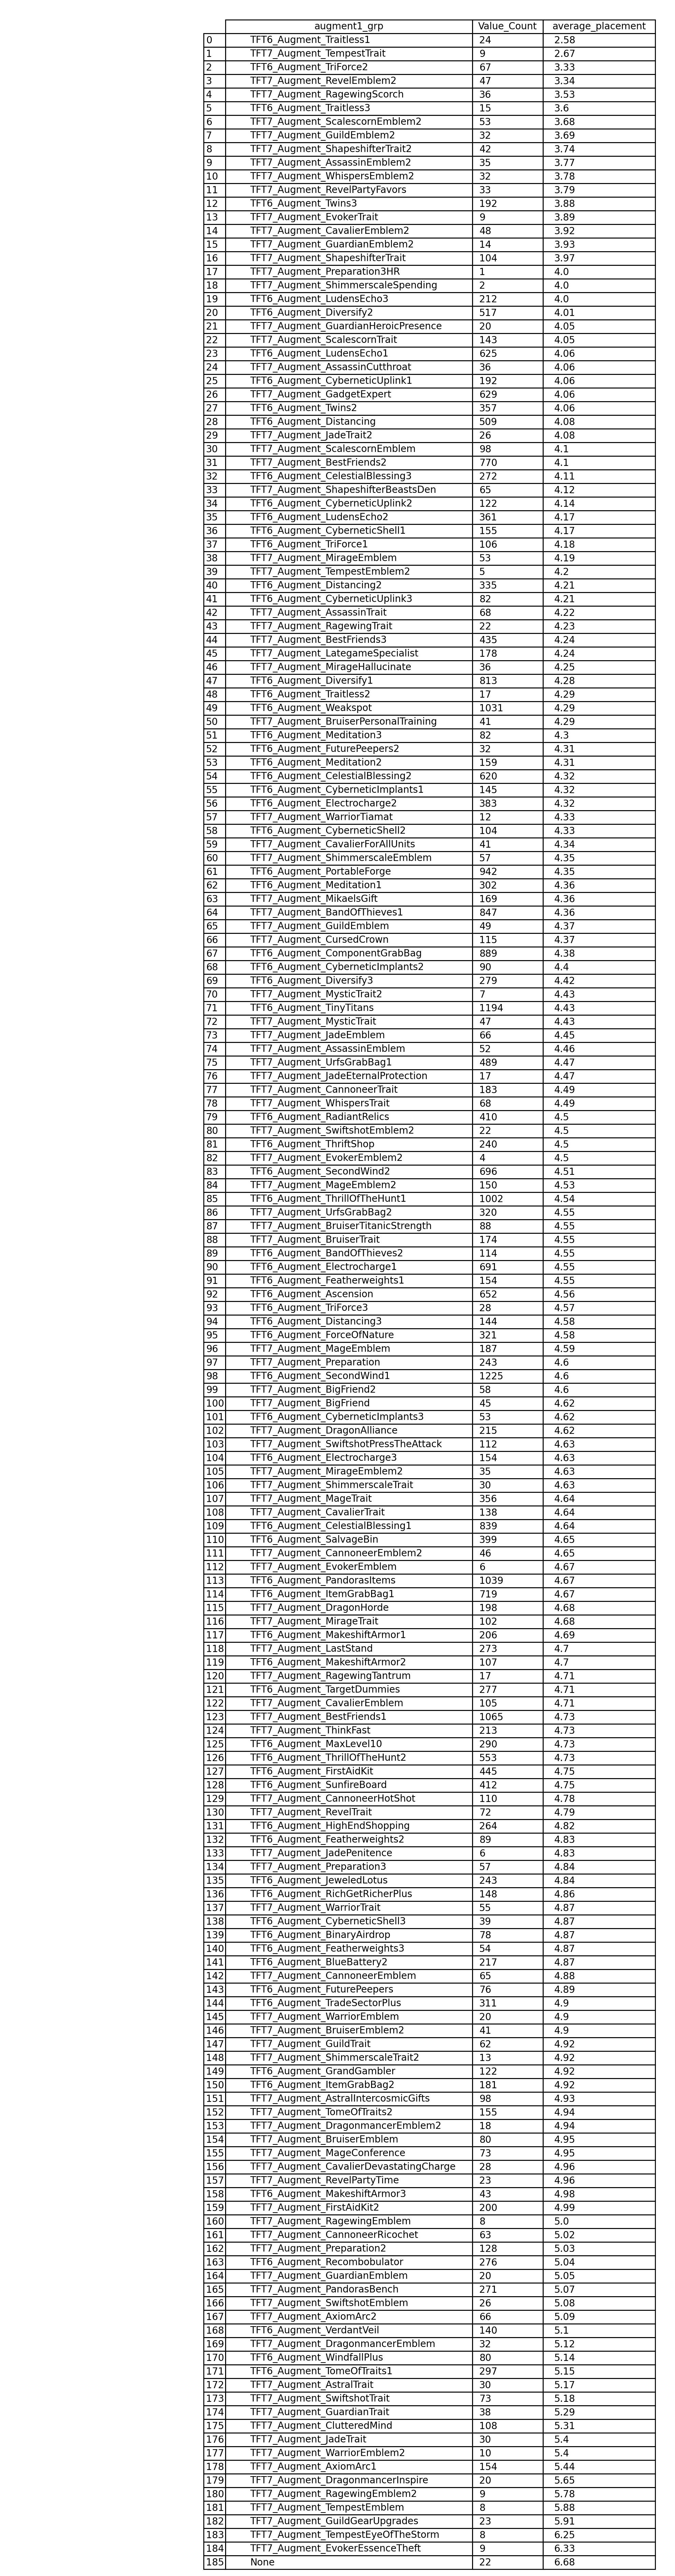 augment1_grp Value_Count average_placement
0 TFT6_Augment_Traitless1 24 2.58
1 TFT7_Augment_TempestTrait 9 2.67
2 TFT6_Augment_TriForce2 67 3.33
3 TFT7_Augment_RevelEmblem2 47 3.34
4 TFT7_Augment_RagewingScorch 36 3.53
5 TFT6_Augment_Traitless3 15 3.6
6 TFT7_Augment_ScalescornEmblem2 53 3.68
7 TFT7_Augment_GuildEmblem2 32 3.69
8 TFT7_Augment_ShapeshifterTrait2 42 3.74
9 TFT7_Augment_AssassinEmblem2 35 3.77
10 TFT7_Augment_WhispersEmblem2 32 3.78
11 TFT7_Augment_RevelPartyFavors 33 3.79
12 TFT6_Augment_Twins3 192 3.88
13 TFT7_Augment_EvokerTrait 9 3.89
14 TFT7_Augment_CavalierEmblem2 48 3.92
15 TFT7_Augment_GuardianEmblem2 14 3.93
16 TFT7_Augment_ShapeshifterTrait 104 3.97
17 TFT7_Augment_Preparation3HR 1 4.0
18 TFT7_Augment_ShimmerscaleSpending 2 4.0
19 TFT6_Augment_LudensEcho3 212 4.0
20 TFT6_Augment_Diversify2 517 4.01
21 TFT7_Augment_GuardianHeroicPresence 20 4.05
22 TFT7_Augment_ScalescornTrait 143 4.05
23 TFT6_Augment_LudensEcho1 625 4.06
24 TFT7_Augment_AssassinCutthroat 36 4.06
25 TFT6_Augment_CyberneticUplink1 192 4.06
26 TFT7_Augment_GadgetExpert 629 4.06
27 TFT6_Augment_Twins2 357 4.06
28 TFT6_Augment_Distancing 509 4.08
29 TFT7_Augment_JadeTrait2 26 4.08
30 TFT7_Augment_ScalescornEmblem 98 4.1
31 TFT7_Augment_BestFriends2 770 4.1
32 TFT6_Augment_CelestialBlessing3 272 4.11
33 TFT7_Augment_ShapeshifterBeastsDen 65 4.12
34 TFT6_Augment_CyberneticUplink2 122 4.14
35 TFT6_Augment_LudensEcho2 361 4.17
36 TFT6_Augment_CyberneticShell1 155 4.17
37 TFT6_Augment_TriForce1 106 4.18
38 TFT7_Augment_MirageEmblem 53 4.19
39 TFT7_Augment_TempestEmblem2 5 4.2
40 TFT6_Augment_Distancing2 335 4.21
41 TFT6_Augment_CyberneticUplink3 82 4.21
42 TFT7_Augment_AssassinTrait 68 4.22
43 TFT7_Augment_RagewingTrait 22 4.23
44 TFT7_Augment_BestFriends3 435 4.24
45 TFT7_Augment_LategameSpecialist 178 4.24
46 TFT7_Augment_MirageHallucinate 36 4.25
47 TFT6_Augment_Diversify1 813 4.28
48 TFT6_Augment_Traitless2 17 4.29
49 TFT6_Augment_Weakspot 1031 4.29
50 TFT7_Augment_BruiserPersonalTraining 41 4.29
51 TFT6_Augment_Meditation3 82 4.3
52 TFT7_Augment_FuturePeepers2 32 4.31
53 TFT6_Augment_Meditation2 159 4.31
54 TFT6_Augment_CelestialBlessing2 620 4.32
55 TFT6_Augment_CyberneticImplants1 145 4.32
56 TFT6_Augment_Electrocharge2 383 4.32
57 TFT7_Augment_WarriorTiamat 12 4.33
58 TFT6_Augment_CyberneticShell2 104 4.33
59 TFT7_Augment_CavalierForAllUnits 41 4.34
60 TFT7_Augment_ShimmerscaleEmblem 57 4.35
61 TFT6_Augment_PortableForge 942 4.35
62 TFT6_Augment_Meditation1 302 4.36
63 TFT7_Augment_MikaelsGift 169 4.36
64 TFT7_Augment_BandOfThieves1 847 4.36
65 TFT7_Augment_GuildEmblem 49 4.37
66 TFT7_Augment_CursedCrown 115 4.37
67 TFT6_Augment_ComponentGrabBag 889 4.38
68 TFT6_Augment_CyberneticImplants2 90 4.4
69 TFT6_Augment_Diversify3 279 4.42
70 TFT7_Augment_MysticTrait2 7 4.43
71 TFT6_Augment_TinyTitans 1194 4.43
72 TFT7_Augment_MysticTrait 47 4.43
73 TFT7_Augment_JadeEmblem 66 4.45
74 TFT7_Augment_AssassinEmblem 52 4.46
75 TFT7_Augment_UrfsGrabBag1 489 4.47
76 TFT7_Augment_JadeEternalProtection 17 4.47
77 TFT7_Augment_CannoneerTrait 183 4.49
78 TFT7_Augment_WhispersTrait 68 4.49
79 TFT6_Augment_RadiantRelics 410 4.5
80 TFT7_Augment_SwiftshotEmblem2 22 4.5
81 TFT6_Augment_ThriftShop 240 4.5
82 TFT7_Augment_EvokerEmblem2 4 4.5
83 TFT6_Augment_SecondWind2 696 4.51
84 TFT7_Augment_MageEmblem2 150 4.53
85 TFT6_Augment_ThrillOfTheHunt1 1002 4.54
86 TFT7_Augment_UrfsGrabBag2 320 4.55
87 TFT7_Augment_BruiserTitanicStrength 88 4.55
88 TFT7_Augment_BruiserTrait 174 4.55
89 TFT6_Augment_BandOfThieves2 114 4.55
90 TFT6_Augment_Electrocharge1 691 4.55
91 TFT6_Augment_Featherweights1 154 4.55
92 TFT6_Augment_Ascension 652 4.56
93 TFT6_Augment_TriForce3 28 4.57
94 TFT6_Augment_Distancing3 144 4.58
95 TFT6_Augment_ForceOfNature 321 4.58
96 TFT7_Augment_MageEmblem 187 4.59
97 TFT7_Augment_Preparation 243 4.6
98 TFT6_Augment_SecondWind1 1225 4.6
99 TFT7_Augment_BigFriend2 58 4.6
100 TFT7_Augment_BigFriend 45 4.62
101 TFT6_Augment_CyberneticImplants3 53 4.62
102 TFT7_Augment_DragonAlliance 215 4.62
103 TFT7_Augment_SwiftshotPressTheAttack 112 4.63
104 TFT6_Augment_Electrocharge3 154 4.63
105 TFT7_Augment_MirageEmblem2 35 4.63
106 TFT7_Augment_ShimmerscaleTrait 30 4.63
107 TFT7_Augment_MageTrait 356 4.64
108 TFT7_Augment_CavalierTrait 138 4.64
109 TFT6_Augment_CelestialBlessing1 839 4.64
110 TFT6_Augment_SalvageBin 399 4.65
111 TFT7_Augment_CannoneerEmblem2 46 4.65
112 TFT7_Augment_EvokerEmblem 6 4.67
113 TFT6_Augment_PandorasItems 1039 4.67
114 TFT6_Augment_ItemGrabBag1 719 4.67
115 TFT7_Augment_DragonHorde 198 4.68
116 TFT7_Augment_MirageTrait 102 4.68
117 TFT6_Augment_MakeshiftArmor1 206 4.69
118 TFT7_Augment_LastStand 273 4.7
119 TFT6_Augment_MakeshiftArmor2 107 4.7
120 TFT7_Augment_RagewingTantrum 17 4.71
121 TFT6_Augment_TargetDummies 277 4.71
122 TFT7_Augment_CavalierEmblem 105 4.71
123 TFT7_Augment_BestFriends1 1065 4.73
124 TFT7_Augment_ThinkFast 213 4.73
125 TFT6_Augment_MaxLevel10 290 4.73
126 TFT6_Augment_ThrillOfTheHunt2 553 4.73
127 TFT6_Augment_FirstAidKit 445 4.75
128 TFT6_Augment_SunfireBoard 412 4.75
129 TFT7_Augment_CannoneerHotShot 110 4.78
130 TFT7_Augment_RevelTrait 72 4.79
131 TFT6_Augment_HighEndShopping 264 4.82
132 TFT6_Augment_Featherweights2 89 4.83
133 TFT7_Augment_JadePenitence 6 4.83
134 TFT7_Augment_Preparation3 57 4.84
135 TFT6_Augment_JeweledLotus 243 4.84
136 TFT6_Augment_RichGetRicherPlus 148 4.86
137 TFT7_Augment_WarriorTrait 55 4.87
138 TFT6_Augment_CyberneticShell3 39 4.87
139 TFT6_Augment_BinaryAirdrop 78 4.87
140 TFT6_Augment_Featherweights3 54 4.87
141 TFT6_Augment_BlueBattery2 217 4.87
142 TFT7_Augment_CannoneerEmblem 65 4.88
143 TFT7_Augment_FuturePeepers 76 4.89
144 TFT6_Augment_TradeSectorPlus 311 4.9
145 TFT7_Augment_WarriorEmblem 20 4.9
146 TFT7_Augment_BruiserEmblem2 41 4.9
147 TFT7_Augment_GuildTrait 62 4.92
148 TFT7_Augment_ShimmerscaleTrait2 13 4.92
149 TFT6_Augment_GrandGambler 122 4.92
150 TFT6_Augment_ItemGrabBag2 181 4.92
151 TFT7_Augment_AstralIntercosmicGifts 98 4.93
152 TFT7_Augment_TomeOfTraits2 155 4.94
153 TFT7_Augment_DragonmancerEmblem2 18 4.94
154 TFT7_Augment_BruiserEmblem 80 4.95
155 TFT7_Augment_MageConference 73 4.95
156 TFT7_Augment_CavalierDevastatingCharge 28 4.96
157 TFT7_Augment_RevelPartyTime 23 4.96
158 TFT6_Augment_MakeshiftArmor3 43 4.98
159 TFT7_Augment_FirstAidKit2 200 4.99
160 TFT7_Augment_RagewingEmblem 8 5.0
161 TFT7_Augment_CannoneerRicochet 63 5.02
162 TFT7_Augment_Preparation2 128 5.03
163 TFT6_Augment_Recombobulator 276 5.04
164 TFT7_Augment_GuardianEmblem 20 5.05
165 TFT7_Augment_PandorasBench 271 5.07
166 TFT7_Augment_SwiftshotEmblem 26 5.08
167 TFT7_Augment_AxiomArc2 66 5.09
168 TFT6_Augment_VerdantVeil 140 5.1
169 TFT7_Augment_DragonmancerEmblem 32 5.12
170 TFT6_Augment_WindfallPlus 80 5.14
171 TFT6_Augment_TomeOfTraits1 297 5.15
172 TFT7_Augment_AstralTrait 30 5.17
173 TFT7_Augment_SwiftshotTrait 73 5.18
174 TFT7_Augment_GuardianTrait 38 5.29
175 TFT7_Augment_ClutteredMind 108 5.31
176 TFT7_Augment_JadeTrait 30 5.4
177 TFT7_Augment_WarriorEmblem2 10 5.4
178 TFT7_Augment_AxiomArc1 154 5.44
179 TFT7_Augment_DragonmancerInspire 20 5.65
180 TFT7_Augment_RagewingEmblem2 9 5.78
181 TFT7_Augment_TempestEmblem 8 5.88
182 TFT7_Augment_GuildGearUpgrades 23 5.91
183 TFT7_Augment_TempestEyeOfTheStorm 8 6.25
184 TFT7_Augment_EvokerEssenceTheft 9 6.33
185 None 22 6.68